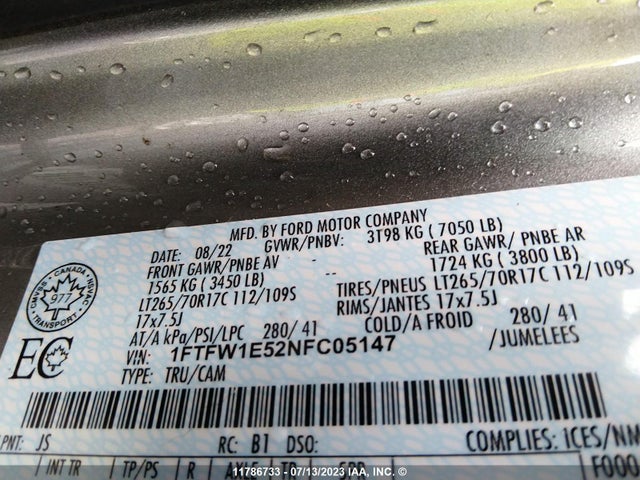 MFD. BY FORD MOTOR COMPANY
DATE: 08/22 GVWR/PNBV: 3T98 KG ( 7050 LB)
FRONT GAWR/PNBE AV - REAR GAWR/ PNBE AR
1565 KG ( 3450 LB) - 1724 KG ( 3800 LB)
LT265/70R17C 112/109S TIRES/PNEUS LT265/70R17C 112/109S
17x7.5J RIMS/JANTES 17x7.5J
AT/A kPa/PSI/LPC 280/ 41 COLD/A FROID 280/ 41
VIN: 1FTFW1E52NFC05147 /JUMELEES
TYPE: TRU/CAM
CANADA
977
TRANSPORT
EC
PNT: JS RC: B1 DSO: COMPLIES: ICES/NM
INT TR TP/PS R
F000
11786733 - 07/13/2023 IAA, INC. ©